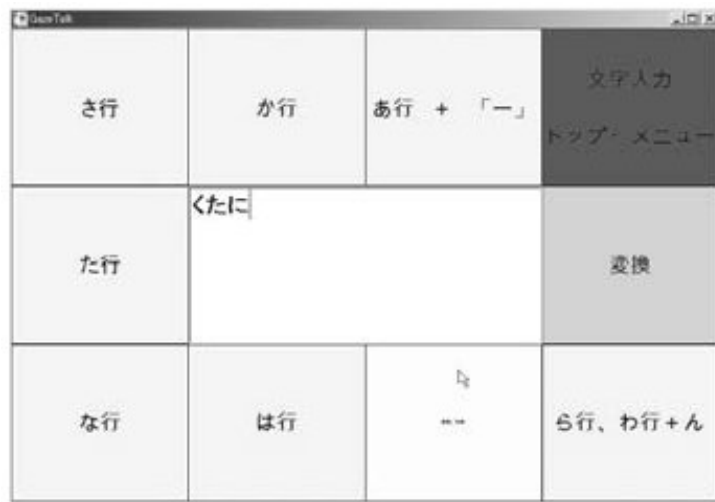 GazeTalk
さ行
か行
あ行 + 「ー」
文字入力
トップ・メニュー
た行
くたに
変換
な行
は行
ら行、わ行+ん